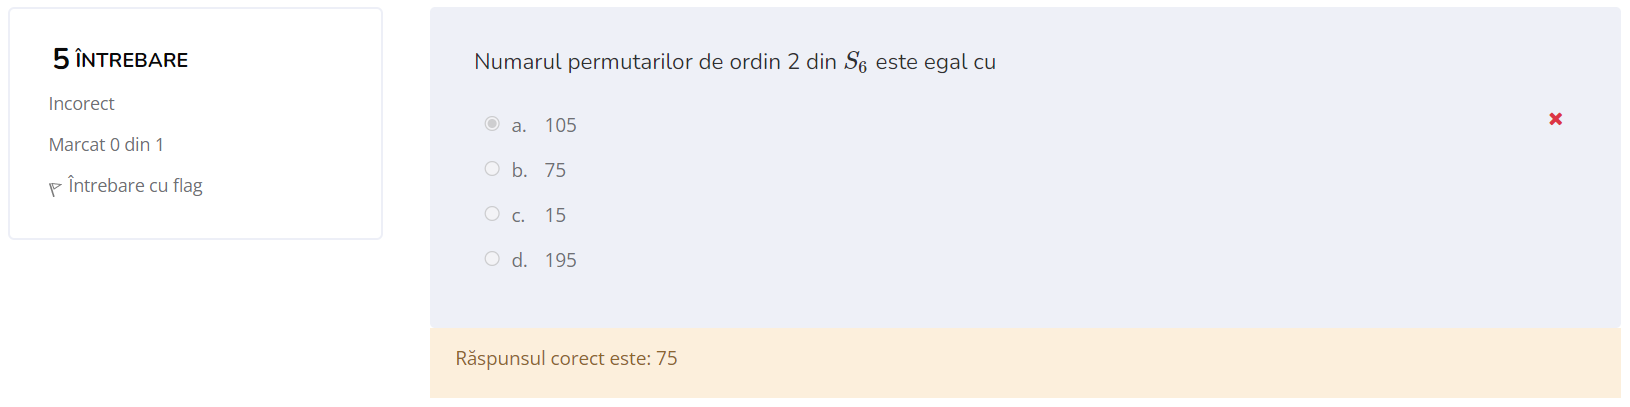 5 ÎNTREBARE
Incorect
Marcat 0 din 1
Întrebare cu flag
Numarul permutarilor de ordin 2 din S₆ este egal cu
a. 105
b. 75
c. 15
d. 195
Răspunsul corect este: 75